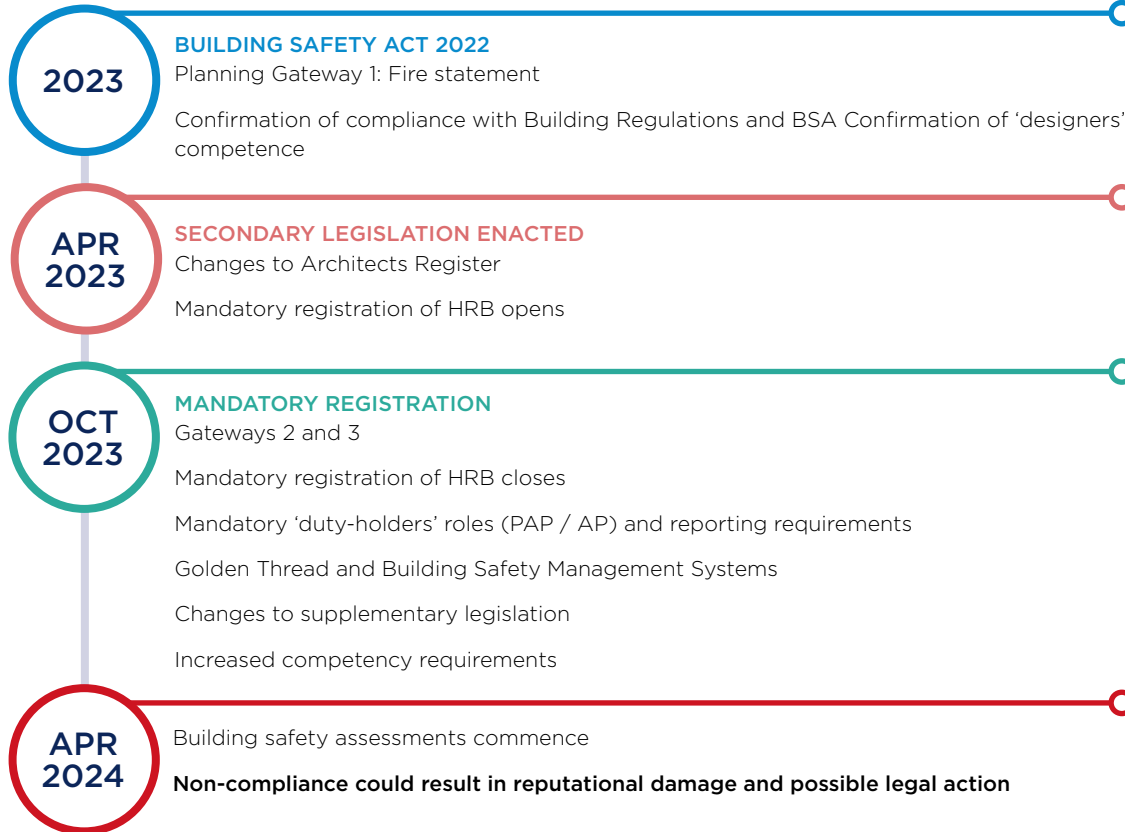 2023
BUILDING SAFETY ACT 2022
Planning Gateway 1: Fire statement
Confirmation of compliance with Building Regulations and BSA Confirmation of ‘designers’
competence
APR
2023
SECONDARY LEGISLATION ENACTED
Changes to Architects Register
Mandatory registration of HRB opens
OCT
2023
MANDATORY REGISTRATION
Gateways 2 and 3
Mandatory registration of HRB closes
Mandatory ‘duty-holders’ roles (PAP / AP) and reporting requirements
Golden Thread and Building Safety Management Systems
Changes to supplementary legislation
Increased competency requirements
APR
2024
Building safety assessments commence
Non-compliance could result in reputational damage and possible legal action